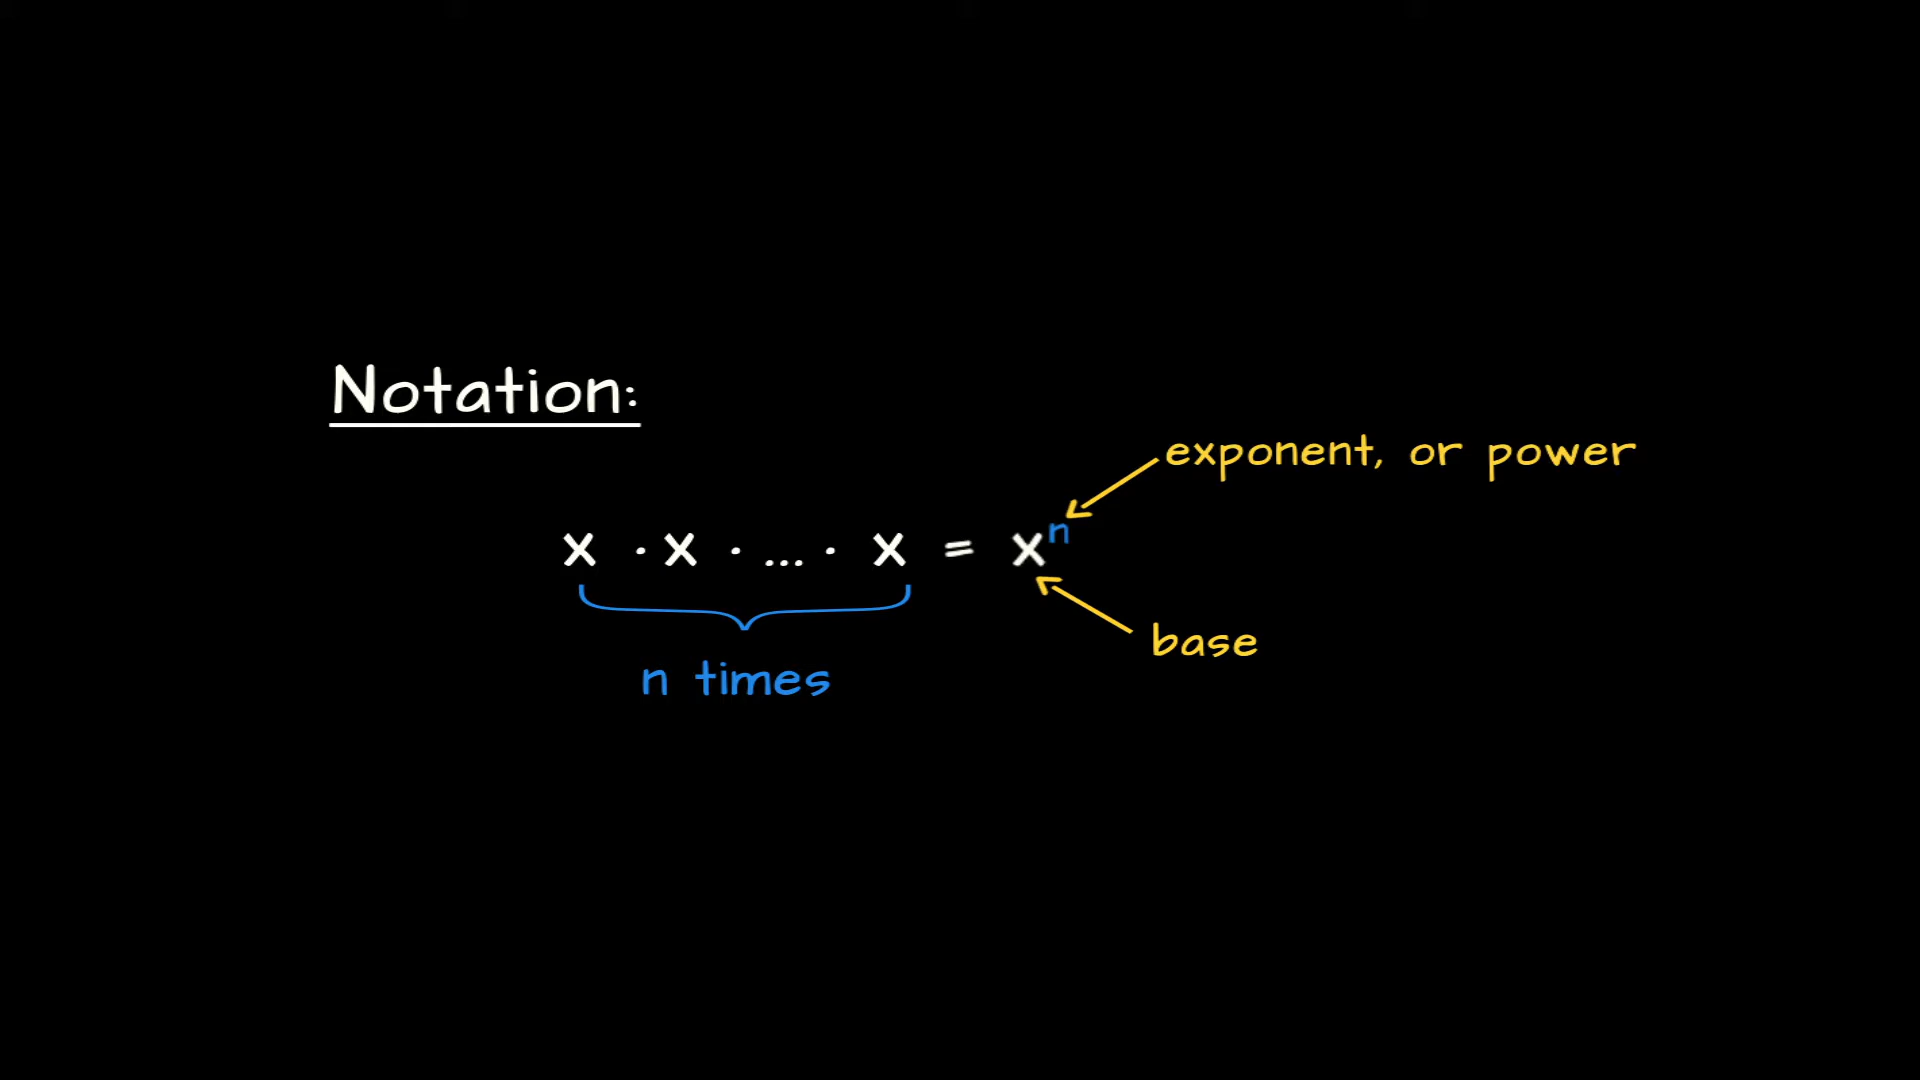 Notation:
exponent, or power
x · x · ... · x = xⁿ
base
n times